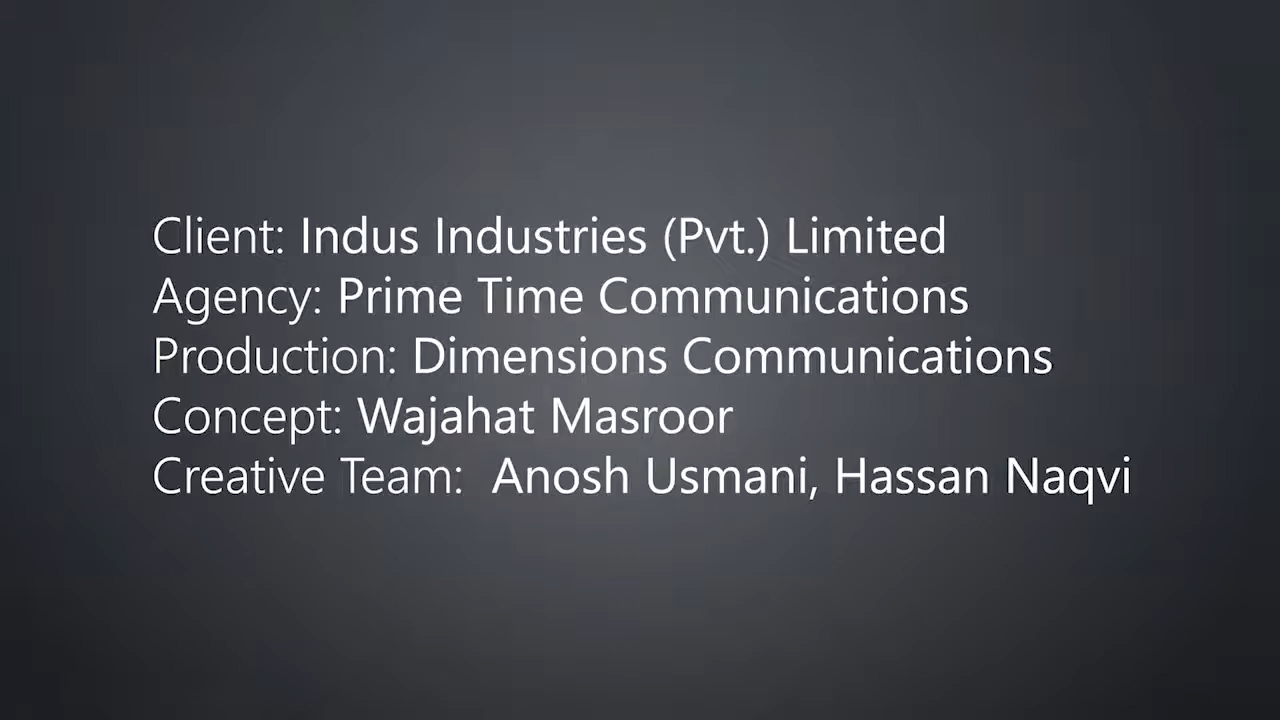 Client: Indus Industries (Pvt.) Limited
Agency: Prime Time Communications
Production: Dimensions Communications
Concept: Wajahat Masroor
Creative Team:  Anosh Usmani, Hassan Naqvi